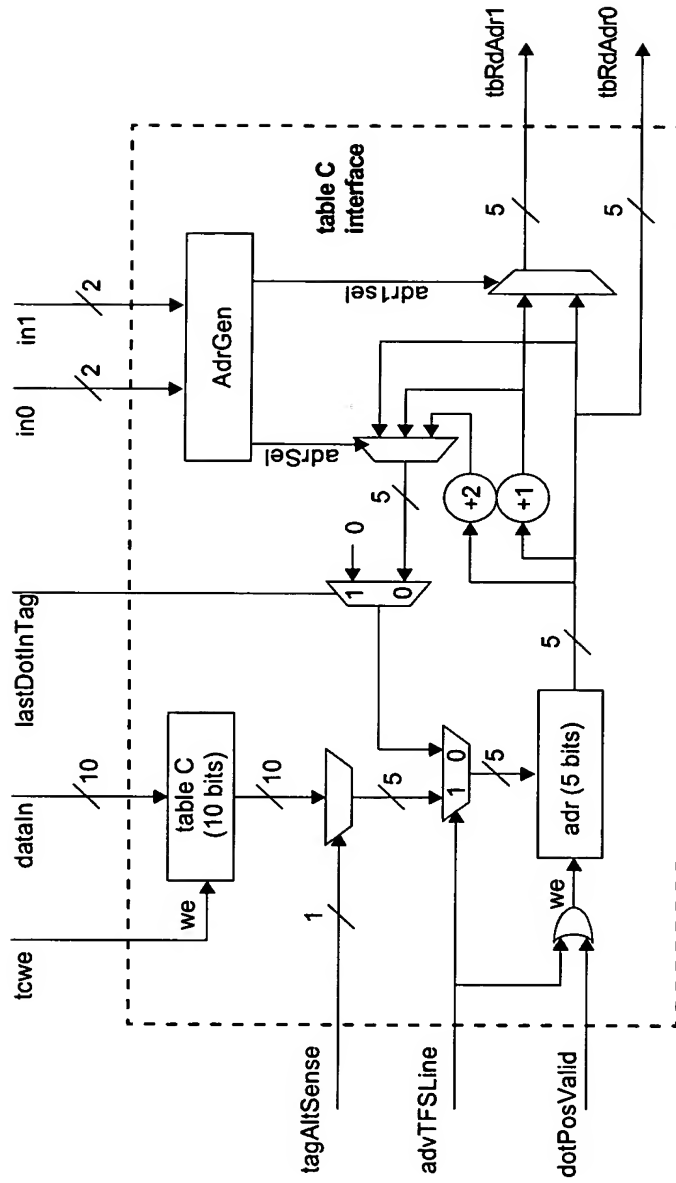 tcwe
dataIn
lastDotInTag
in0
in1
10
2
2
we
table C
(10 bits)
AdrGen
table C
interface
10
adrSel
adr1sel
0
1
0
5
tagAltSense
1
5
advTFSLine
1
0
5
+2
+1
5
tbRdAdr1
we
adr (5 bits)
5
5
tbRdAdr0
dotPosValid